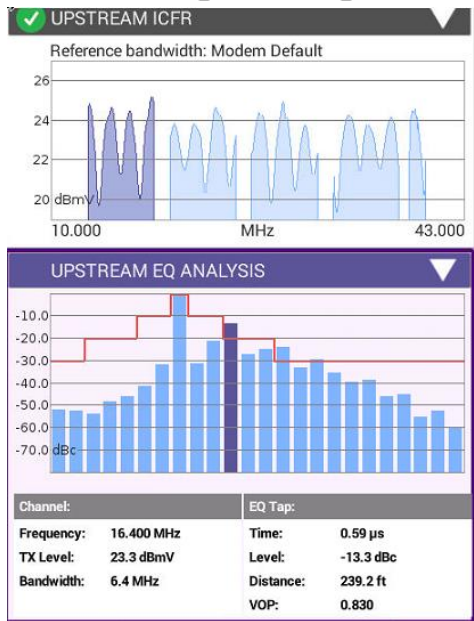 UPSTREAM ICFR
Reference bandwidth: Modem Default
26
24
22
20 dBmV
10.000 MHz 43.000
UPSTREAM EQ ANALYSIS
-10.0
-20.0
-30.0
-40.0
-50.0
-60.0
-70.0 dBc
Channel: EQ Tap:
Frequency: 16.400 MHz Time: 0.59 µs
TX Level: 23.3 dBmV Level: -13.3 dBc
Bandwidth: 6.4 MHz Distance: 239.2 ft
VOP: 0.830